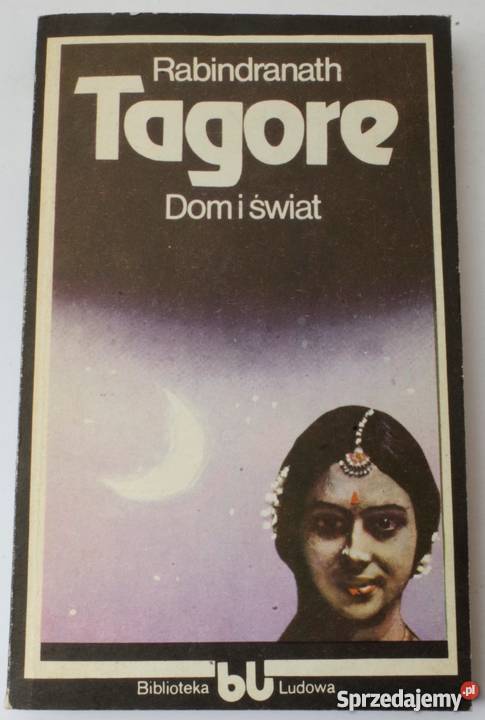 Rabindranath
Tagore
Dom i świat
Biblioteka bu Ludowa
Sprzedajemy.pl